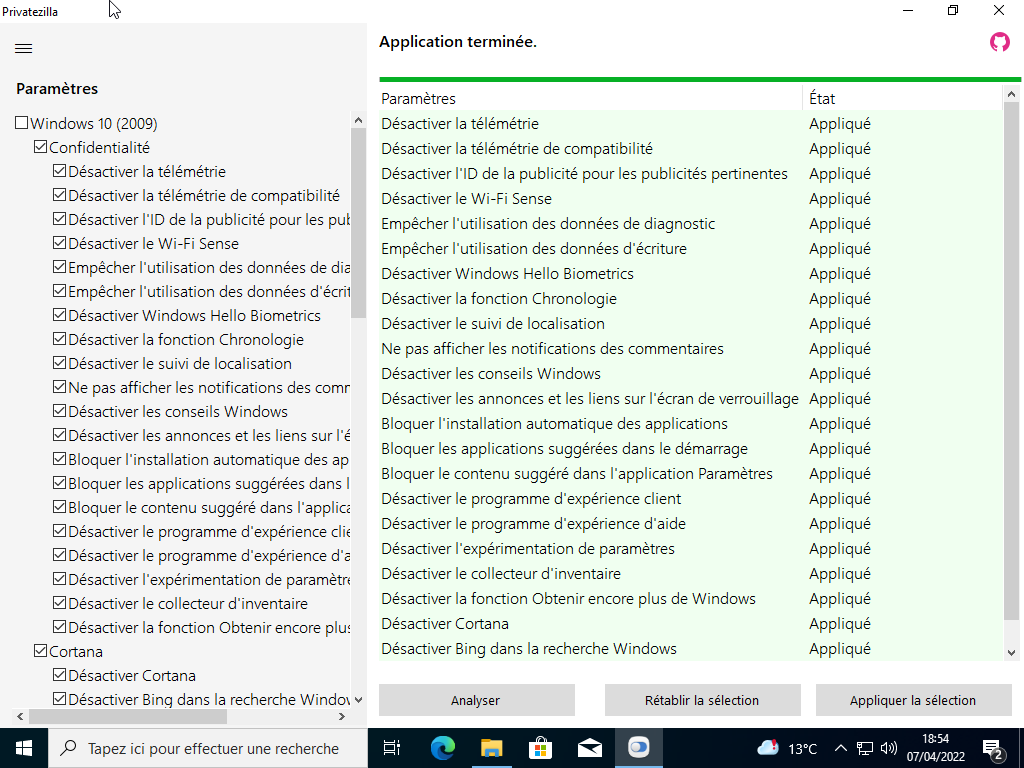 Privatezilla
Paramètres
Windows 10 (2009)
Confidentialité
Désactiver la télémétrie
Désactiver la télémétrie de compatibilité
Désactiver l'ID de la publicité pour les pub
Désactiver le Wi-Fi Sense
Empêcher l'utilisation des données de dia
Empêcher l'utilisation des données d'écrit
Désactiver Windows Hello Biometrics
Désactiver la fonction Chronologie
Désactiver le suivi de localisation
Ne pas afficher les notifications des comm
Désactiver les conseils Windows
Désactiver les annonces et les liens sur l'é
Bloquer l'installation automatique des ap
Bloquer les applications suggérées dans l
Bloquer le contenu suggéré dans l'applica
Désactiver le programme d'expérience clie
Désactiver le programme d'expérience d'a
Désactiver l'expérimentation de paramètre
Désactiver le collecteur d'inventaire
Désactiver la fonction Obtenir encore plus
Cortana
Désactiver Cortana
Désactiver Bing dans la recherche Window
Application terminée.
Paramètres État
Désactiver la télémétrie Appliqué
Désactiver la télémétrie de compatibilité Appliqué
Désactiver l'ID de la publicité pour les publicités pertinentes Appliqué
Désactiver le Wi-Fi Sense Appliqué
Empêcher l'utilisation des données de diagnostic Appliqué
Empêcher l'utilisation des données d'écriture Appliqué
Désactiver Windows Hello Biometrics Appliqué
Désactiver la fonction Chronologie Appliqué
Désactiver le suivi de localisation Appliqué
Ne pas afficher les notifications des commentaires Appliqué
Désactiver les conseils Windows Appliqué
Désactiver les annonces et les liens sur l'écran de verrouillage Appliqué
Bloquer l'installation automatique des applications Appliqué
Bloquer les applications suggérées dans le démarrage Appliqué
Bloquer le contenu suggéré dans l'application Paramètres Appliqué
Désactiver le programme d'expérience client Appliqué
Désactiver le programme d'expérience d'aide Appliqué
Désactiver l'expérimentation de paramètres Appliqué
Désactiver le collecteur d'inventaire Appliqué
Désactiver la fonction Obtenir encore plus de Windows Appliqué
Désactiver Cortana Appliqué
Désactiver Bing dans la recherche Windows Appliqué
Analyser Rétablir la sélection Appliquer la sélection
Tapez ici pour effectuer une recherche
13°C
18:54
07/04/2022
2